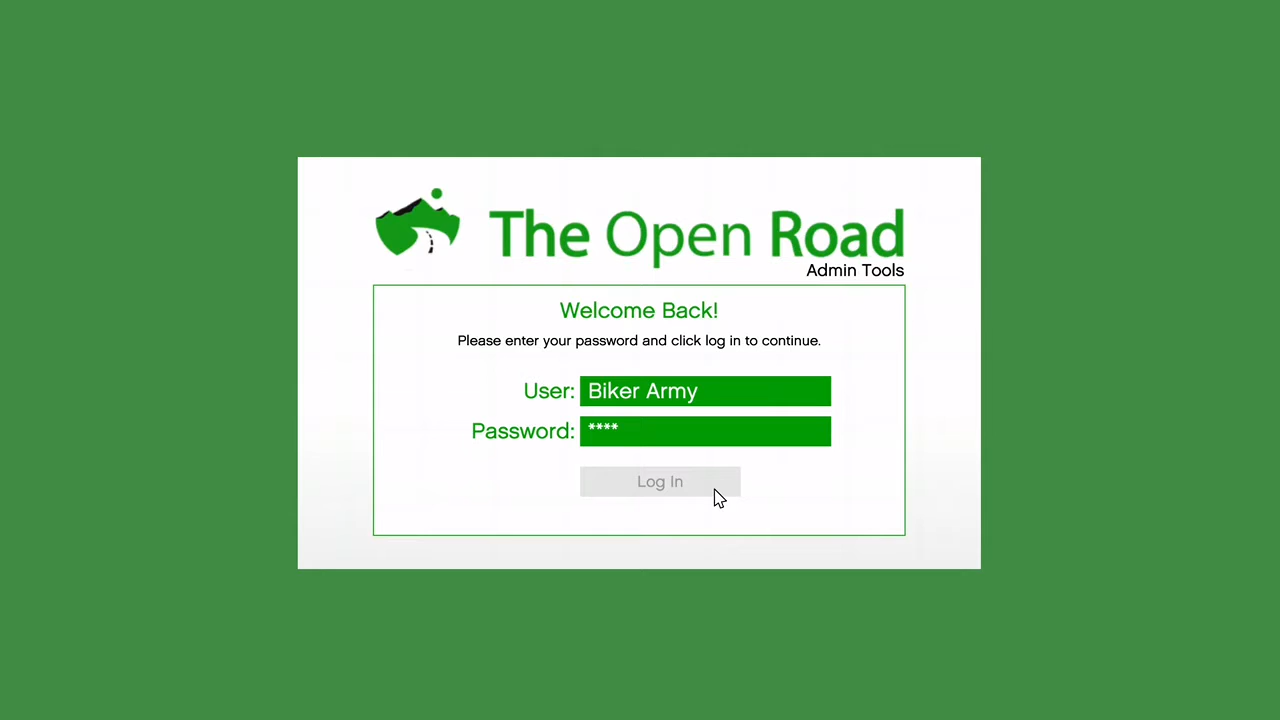 The Open Road
Admin Tools
Welcome Back!
Please enter your password and click log in to continue.
User: Biker Army
Password: ****
Log In